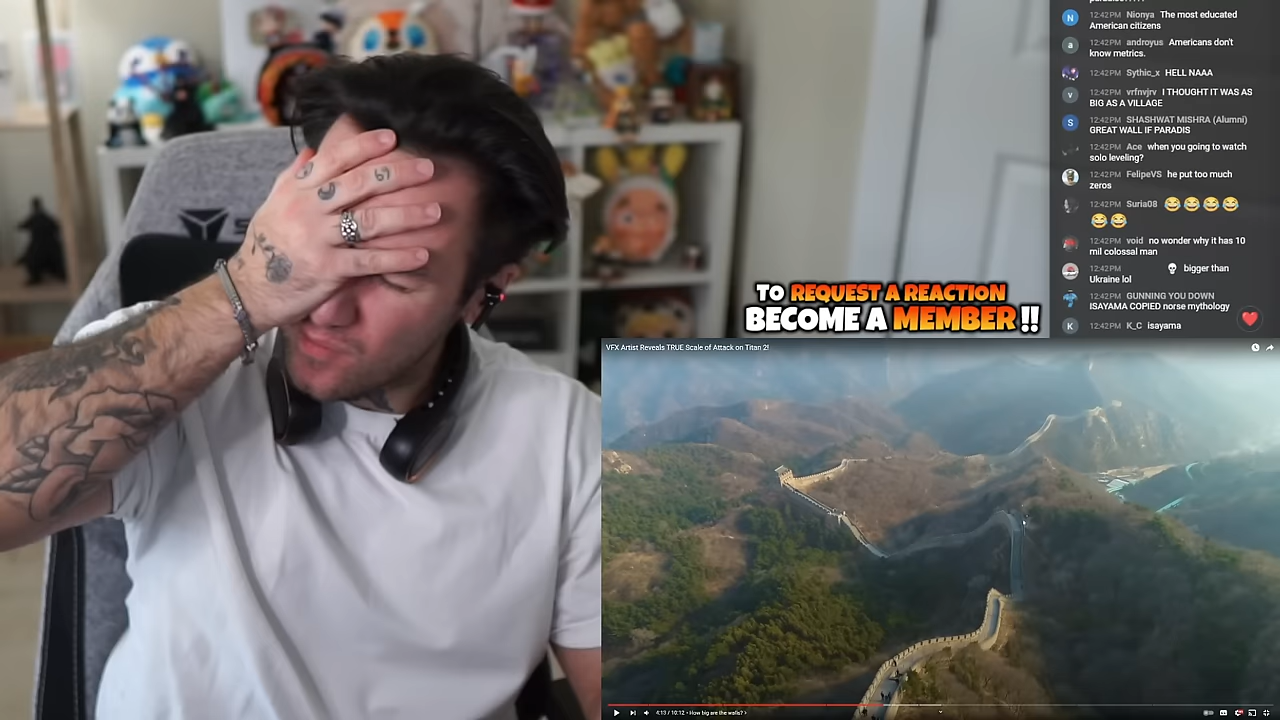 N 12:42PM Nionya The most educated
American citizens
a 12:42PM androyus Americans don't
know metrics.
12:42PM Sythic_x HELL NAAA
v 12:42PM vrfnvjrv I THOUGHT IT WAS AS
BIG AS A VILLAGE
S 12:42PM SHASHWAT MISHRA (Alumni)
GREAT WALL IF PARADIS
12:42PM Ace when you going to watch
solo leveling?
12:42PM FelipeVS he put too much
zeros
12:42PM Suria08 😂😂😂😂
😂😂
12:42PM void no wonder why it has 10
mil colossal man
12:42PM 💀 bigger than
Ukraine lol
12:42PM GUNNING YOU DOWN
ISAYAMA COPIED norse mythology
K 12:42PM K_C isayama
TO REQUEST A REACTION
BECOME A MEMBER !!
VFX Artist Reveals TRUE Scale of Attack on Titan 2!
4:13 / 10:12 • How big are the walls? >